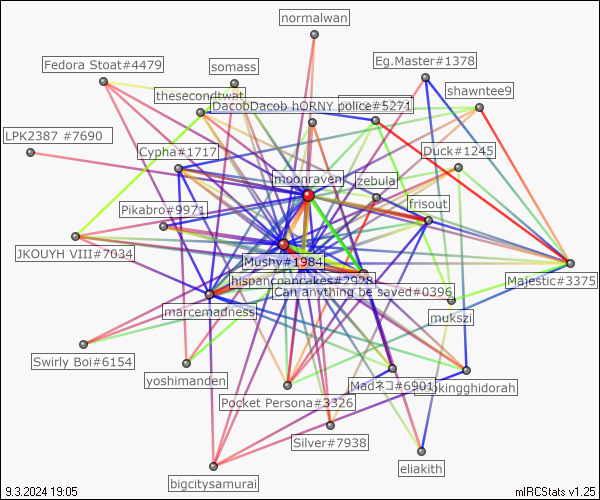 normalwan
Eg.Master#1378
Fedora Stoat#4479
somass
shawntee9
thesecondtwat
DacobDacob hORNY police#5271
LPK2387 #7690
Cypha#1717
Duck#1245
moonraven
zebula
Pikabro#9971
frisout
JKOUYH VIII#7034
Mushy#1984
hispancpancakes#2928
Majestic#3375
Can anything be saved#0396
marcemadness
mukszi
Swirly Boi#6154
yoshimanden
Madネコ#6901
kingghidorah
Pocket Persona#3326
Silver#7938
eliakith
bigcitysamurai
9.3.2024 19:05
mIRCStats v1.25